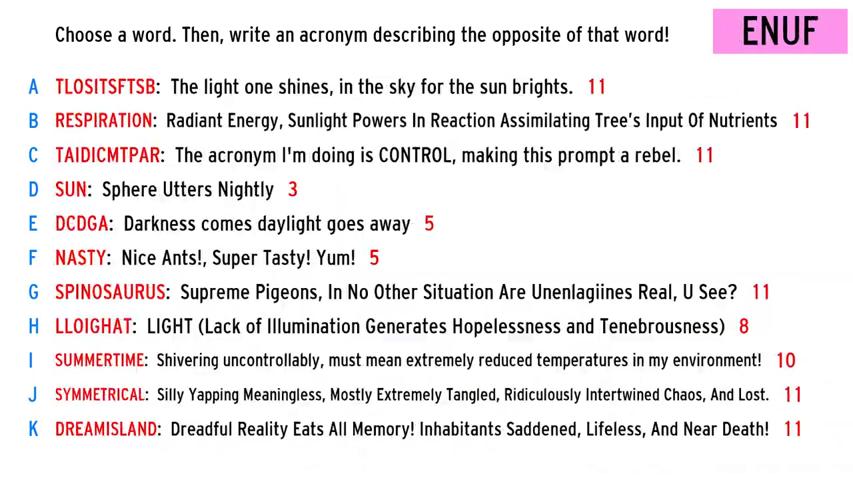 Choose a word. Then, write an acronym describing the opposite of that word!
ENUF
A TLOSITSFTSB: The light one shines, in the sky for the sun brights. 11
B RESPIRATION: Radiant Energy, Sunlight Powers In Reaction Assimilating Tree's Input Of Nutrients 11
C TAIDICMTPAR: The acronym I'm doing is CONTROL, making this prompt a rebel. 11
D SUN: Sphere Utters Nightly 3
E DCDGA: Darkness comes daylight goes away 5
F NASTY: Nice Ants!, Super Tasty! Yum! 5
G SPINOSAURUS: Supreme Pigeons, In No Other Situation Are Unenlagiines Real, U See? 11
H LLOIGHAT: LIGHT (Lack of Illumination Generates Hopelessness and Tenebrousness) 8
I SUMMERTIME: Shivering uncontrollably, must mean extremely reduced temperatures in my environment! 10
J SYMMETRICAL: Silly Yapping Meaningless, Mostly Extremely Tangled, Ridiculously Intertwined Chaos, And Lost. 11
K DREAMISLAND: Dreadful Reality Eats All Memory! Inhabitants Saddened, Lifeless, And Near Death! 11